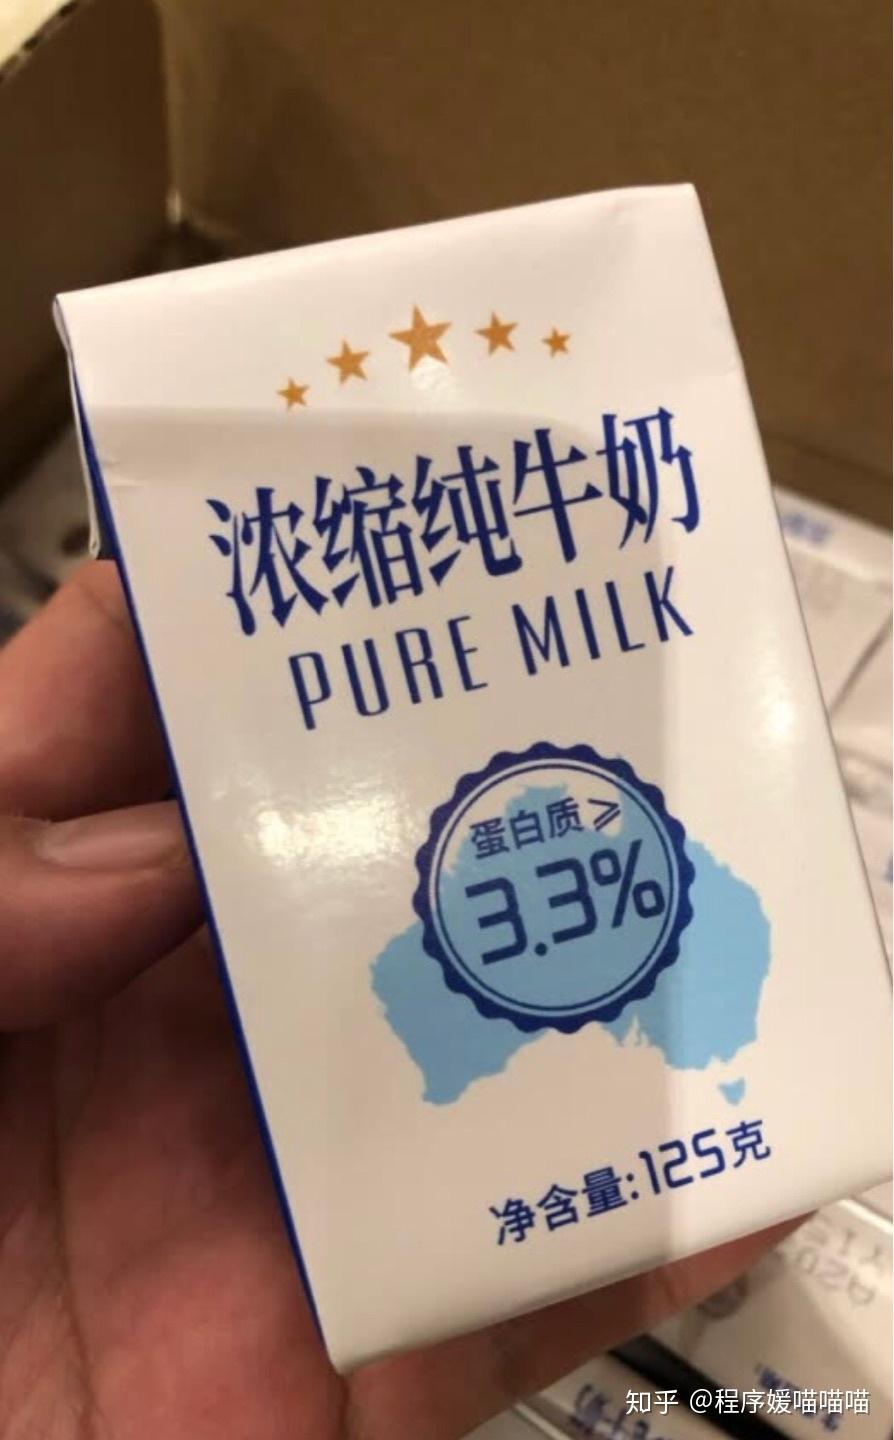 浓缩纯牛奶
PURE MILK
蛋白质≥
3.3%
净含量:125克
知乎 @程序媛喵喵喵